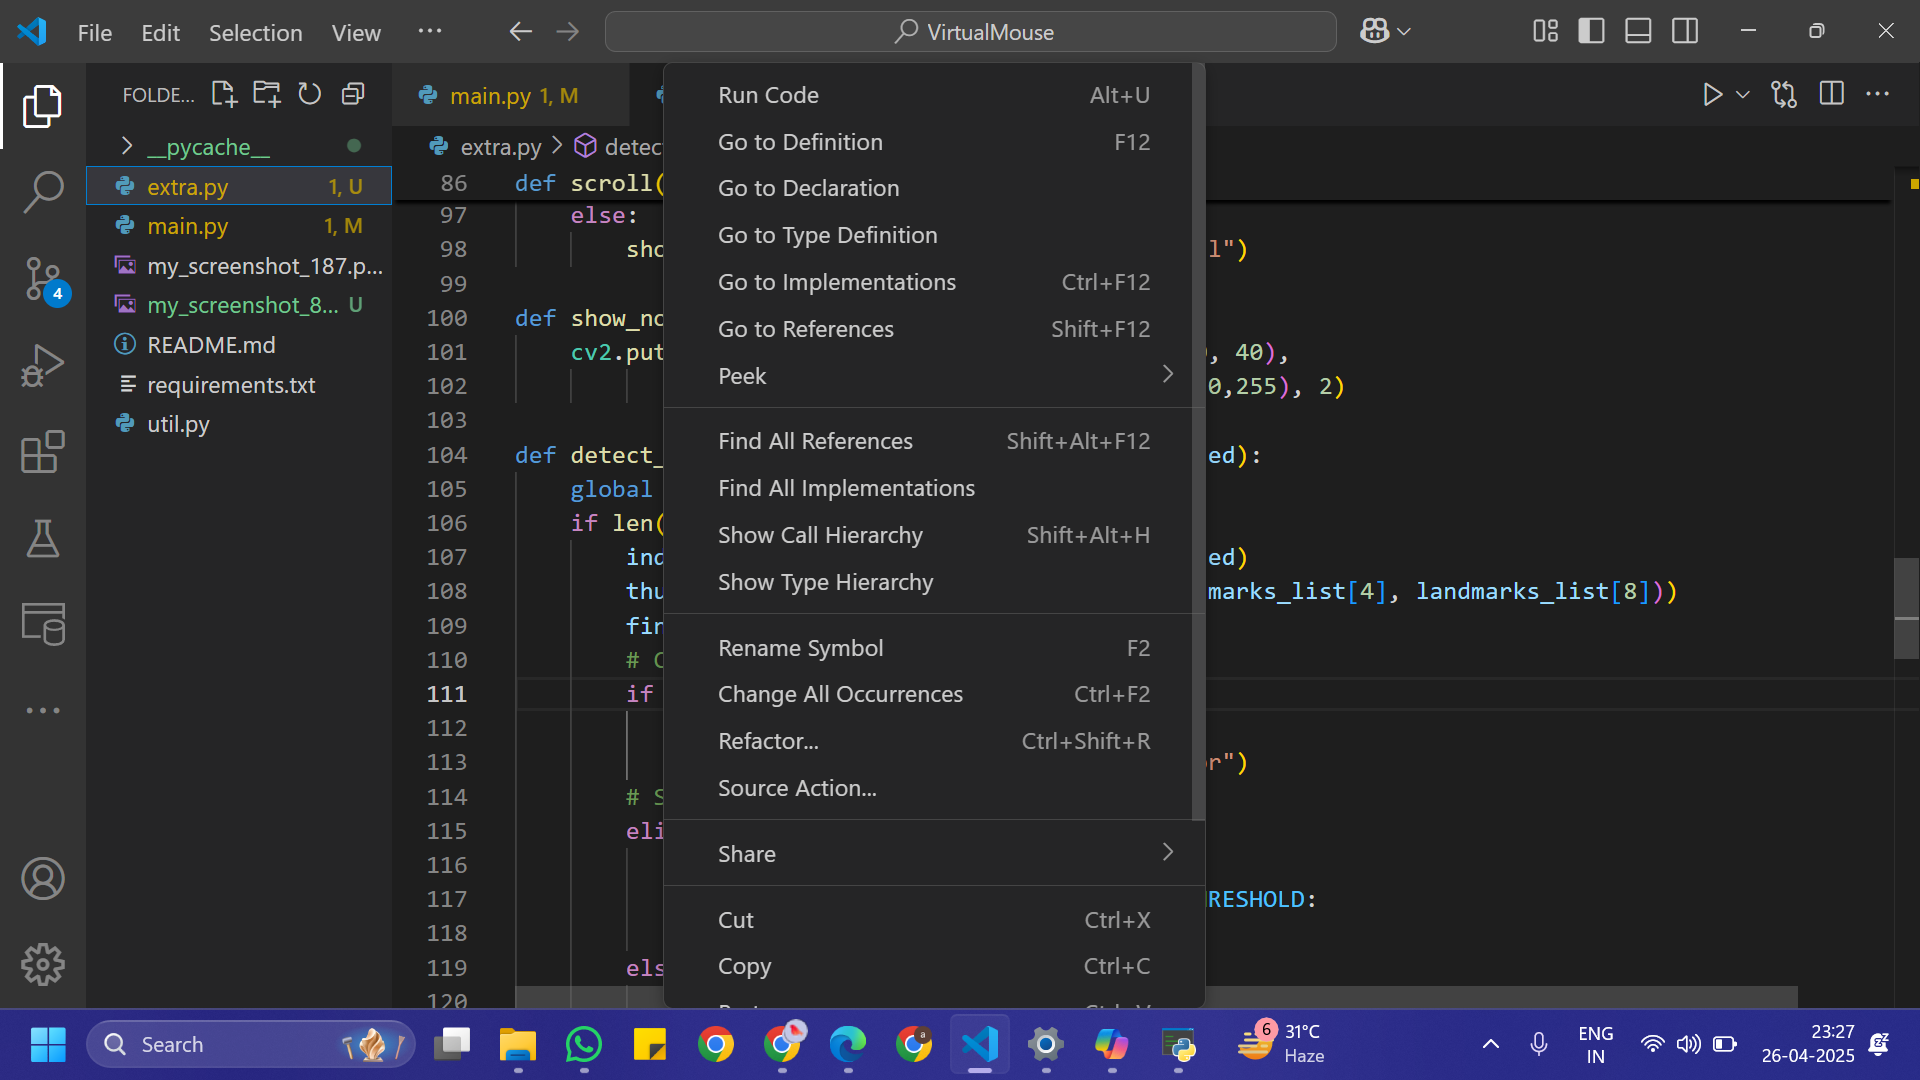 File Edit Selection View
VirtualMouse
FOLDE...
__pycache__
extra.py 1, U
main.py 1, M
my_screenshot_187.p...
my_screenshot_8... U
README.md
requirements.txt
util.py
4
main.py 1, M
extra.py
86 def scroll(
97 else:
98 sho l")
99
100 def show_no
101 cv2.put , 40),
102 0,255), 2)
103
104 def detect_ ed):
105 global
106 if len(
107 ind ed)
108 thu marks_list[4], landmarks_list[8]))
109 fin
110 #
111 if
112
113 r")
114 # S
115 eli
116
117 RESHOLD:
118
119 els
120
Run Code Alt+U
Go to Definition F12
Go to Declaration
Go to Type Definition
Go to Implementations Ctrl+F12
Go to References Shift+F12
Peek
Find All References Shift+Alt+F12
Find All Implementations
Show Call Hierarchy Shift+Alt+H
Show Type Hierarchy
Rename Symbol F2
Change All Occurrences Ctrl+F2
Refactor... Ctrl+Shift+R
Source Action...
Share
Cut Ctrl+X
Copy Ctrl+C
Search
6
31°C
Haze
ENG
IN
23:27
26-04-2025